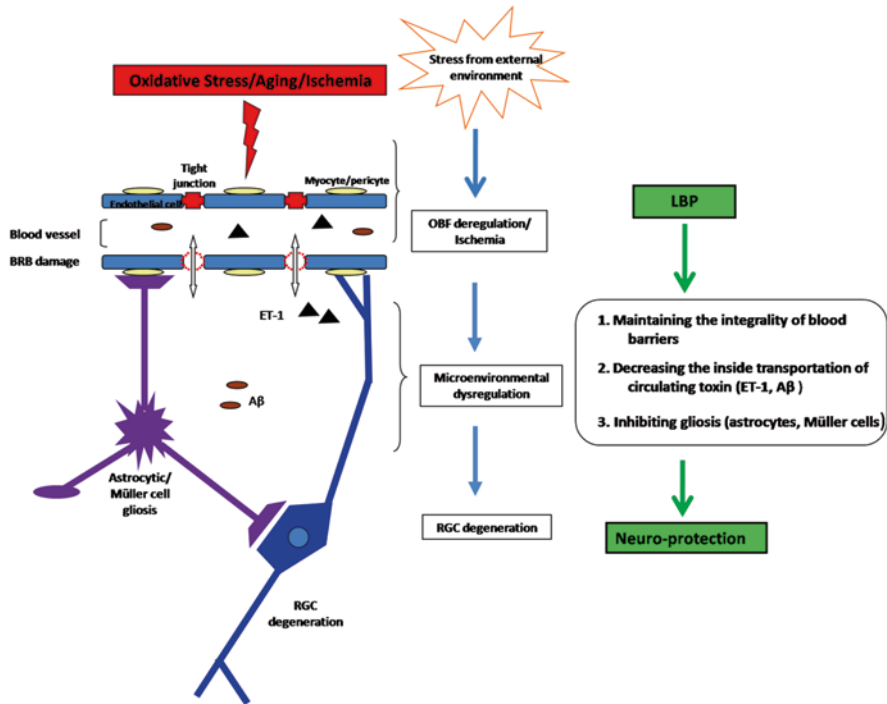 Stress from external
environment
Oxidative Stress/Aging/Ischemia
Tight
junction
Myocyte/pericyte
Endothelial cell
Blood vessel
BRB damage
ET-1
Aβ
Astrocytic/
Müller cell
gliosis
RGC
degeneration
OBF deregulation/
Ischemia
Microenvironmental
dysregulation
RGC degeneration
LBP
1. Maintaining the integrality of blood
barriers
2. Decreasing the inside transportation of
circulating toxin (ET-1, Aβ )
3. Inhibiting gliosis (astrocytes, Müller cells)
Neuro-protection